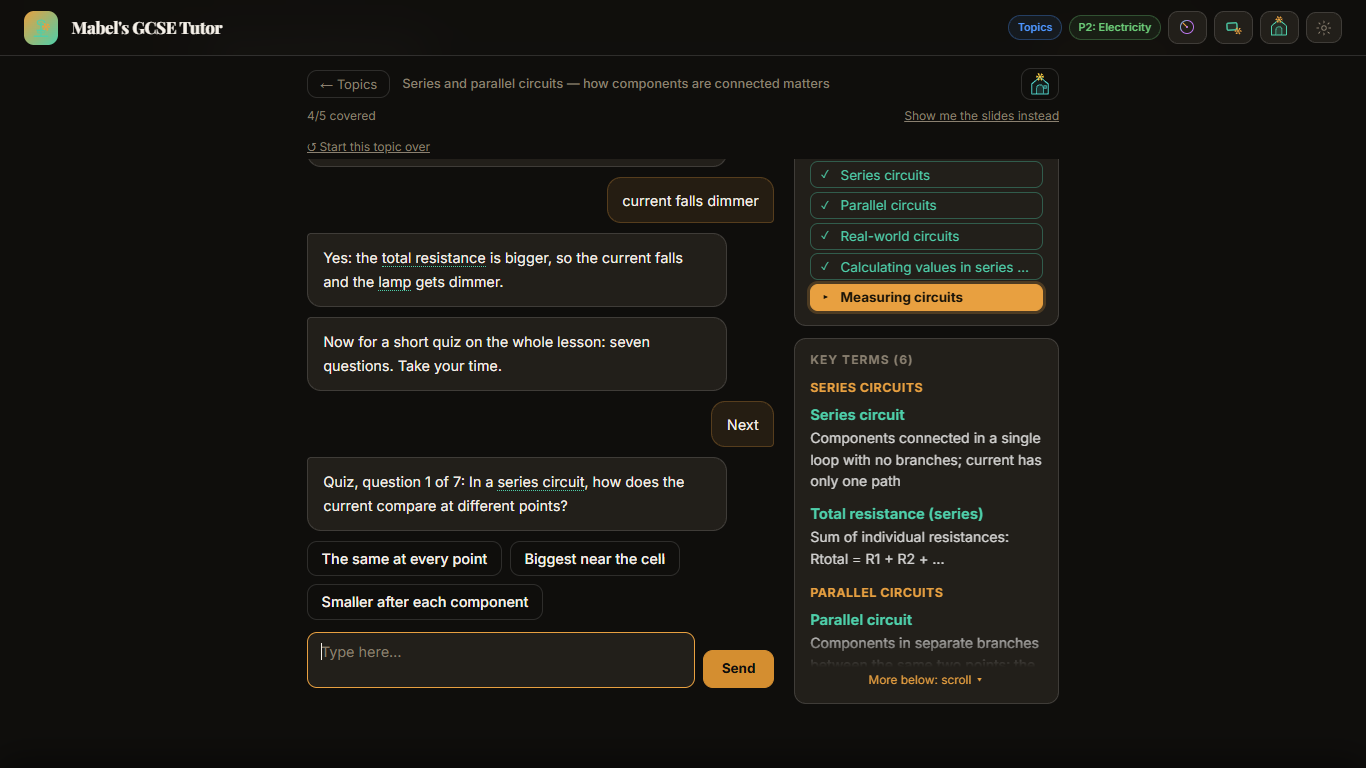 Mabel's GCSE Tutor
Topics
P2: Electricity
← Topics
Series and parallel circuits — how components are connected matters
4/5 covered
Show me the slides instead
↺ Start this topic over
current falls dimmer
Yes: the total resistance is bigger, so the current falls
and the lamp gets dimmer.
Now for a short quiz on the whole lesson: seven
questions. Take your time.
Next
Quiz, question 1 of 7: In a series circuit, how does the
current compare at different points?
The same at every point
Biggest near the cell
Smaller after each component
Type here...
Send
✓ Series circuits
✓ Parallel circuits
✓ Real-world circuits
✓ Calculating values in series ...
▸ Measuring circuits
KEY TERMS (6)
SERIES CIRCUITS
Series circuit
Components connected in a single
loop with no branches; current has
only one path
Total resistance (series)
Sum of individual resistances:
Rtotal = R1 + R2 + ...
PARALLEL CIRCUITS
Parallel circuit
Components in separate branches
between the same two points; the
More below: scroll ▾